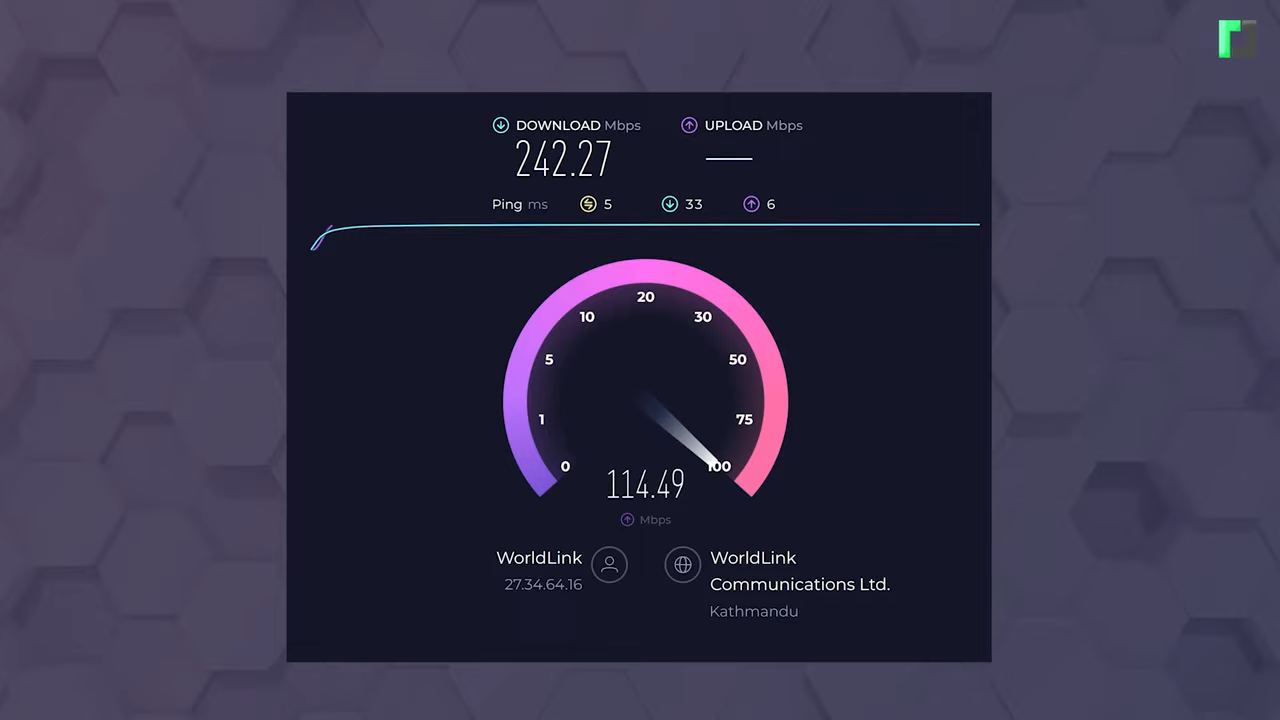 DOWNLOAD Mbps
UPLOAD Mbps
242.27
Ping ms 5 33 6
20
10 30
5 50
1 75
0 100
114.49
Mbps
WorldLink
27.34.64.16
WorldLink
Communications Ltd.
Kathmandu